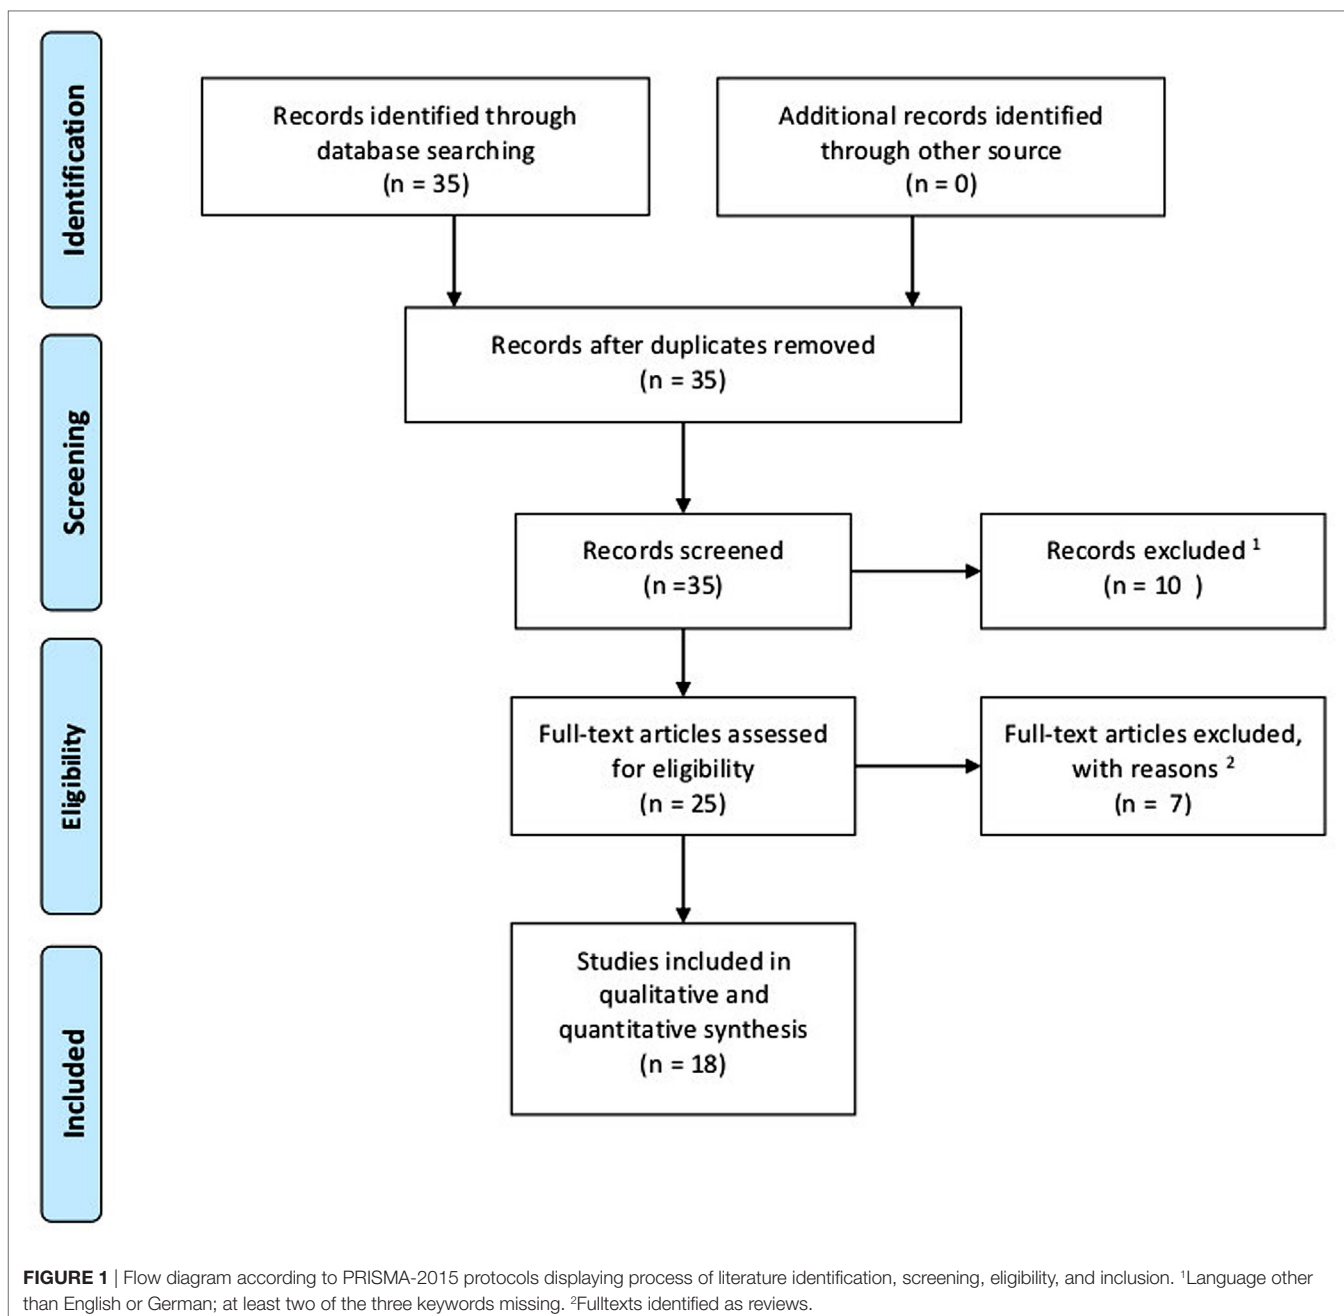 Identification
Records identified through
database searching
(n = 35)
Additional records identified
through other source
(n = 0)
Records after duplicates removed
(n = 35)
Screening
Records screened
(n =35)
Records excluded ¹
(n = 10  )
Eligibility
Full-text articles assessed
for eligibility
(n = 25)
Full-text articles excluded,
with reasons ²
(n =  7)
Included
Studies included in
qualitative and
quantitative synthesis
(n = 18)
FIGURE 1 | Flow diagram according to PRISMA-2015 protocols displaying process of literature identification, screening, eligibility, and inclusion. ¹Language other
than English or German; at least two of the three keywords missing. ²Fulltexts identified as reviews.